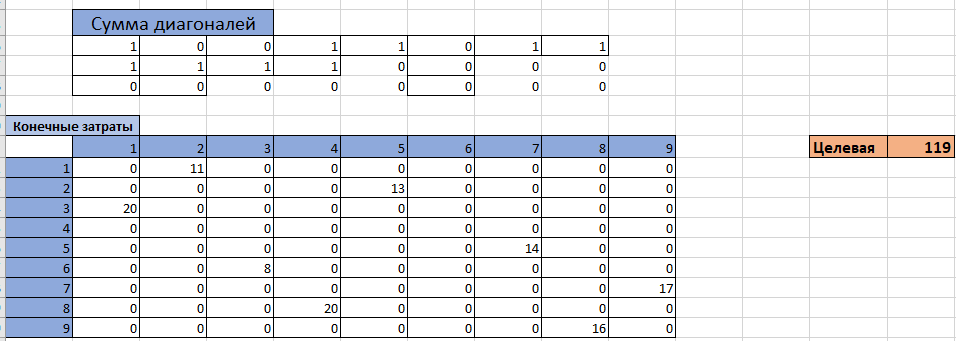 Сумма диагоналей
1 0 0 1 1 0 1 1
1 1 1 1 0 0 0 0
0 0 0 0 0 0 0 0
Конечные затраты
1 2 3 4 5 6 7 8 9 Целевая 119
1 0 11 0 0 0 0 0 0 0
2 0 0 0 0 13 0 0 0 0
3 20 0 0 0 0 0 0 0 0
4 0 0 0 0 0 0 0 0 0
5 0 0 0 0 0 0 14 0 0
6 0 0 8 0 0 0 0 0 0
7 0 0 0 0 0 0 0 0 17
8 0 0 0 20 0 0 0 0 0
9 0 0 0 0 0 0 0 16 0